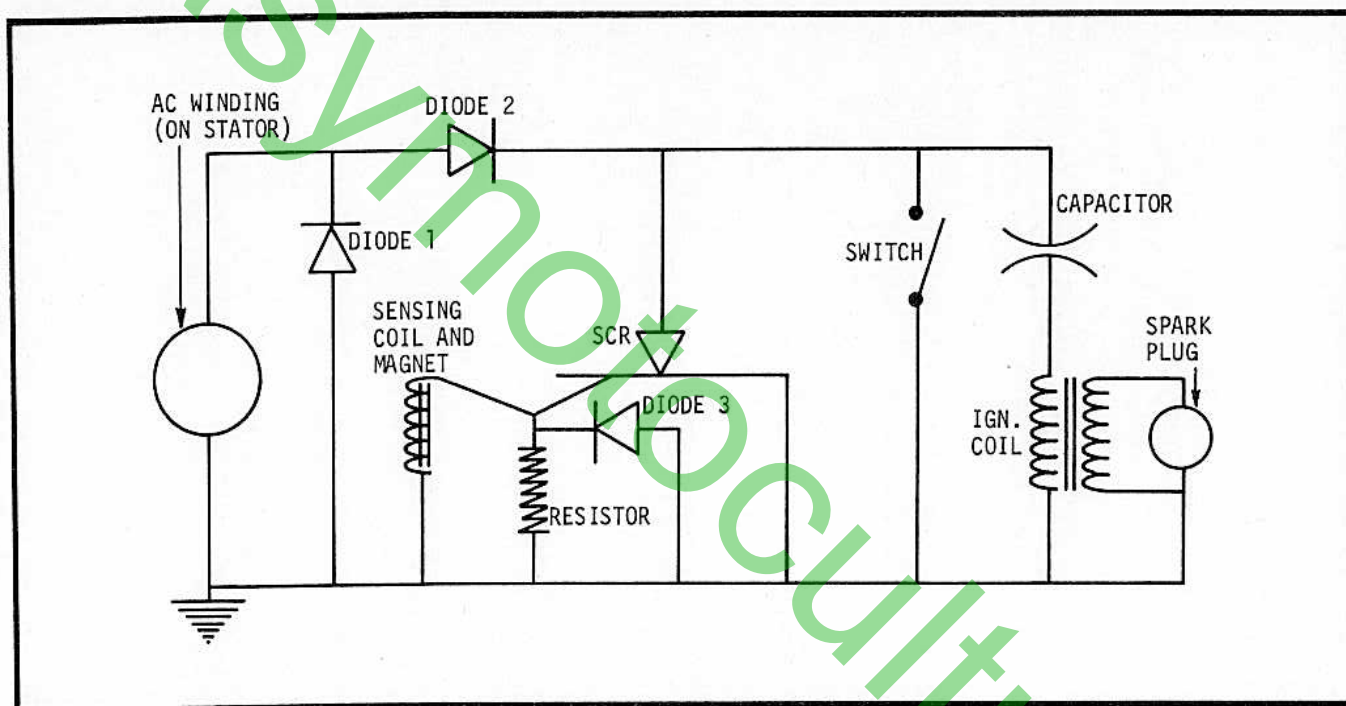 AC WINDING
(ON STATOR)
DIODE 2
DIODE 1
CAPACITOR
SWITCH
SENSING
COIL AND
MAGNET
SCR
SPARK
PLUG
DIODE 3
IGN.
COIL
RESISTOR
symotocult